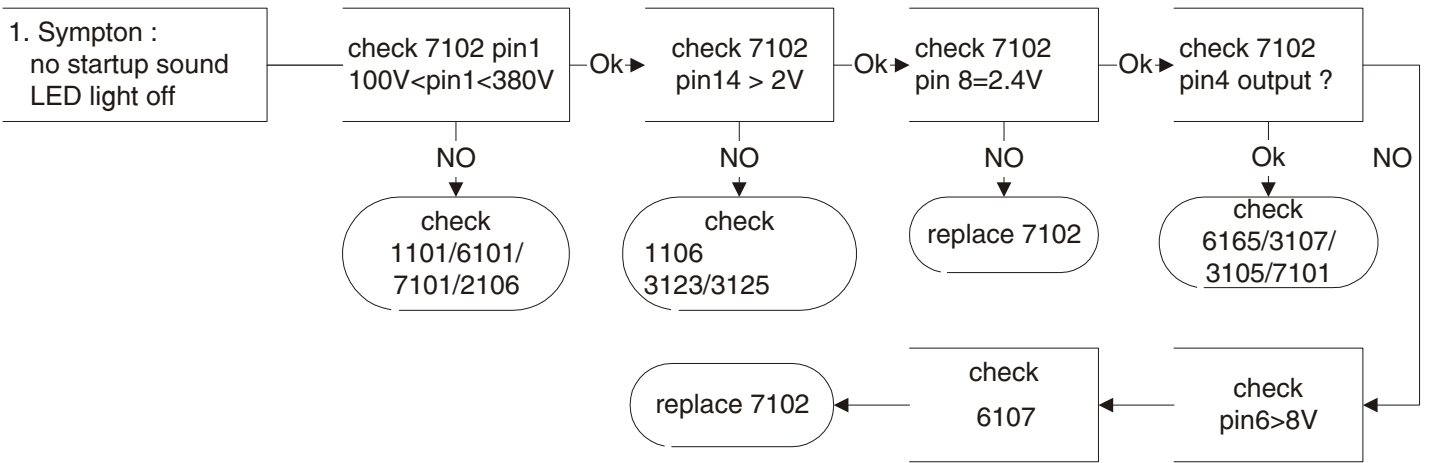 1. Sympton :
no startup sound
LED light off
check 7102 pin1
100V<pin1<380V
Ok
check 7102
pin14 > 2V
Ok
check 7102
pin 8=2.4V
Ok
check 7102
pin4 output ?
NO
NO
NO
Ok
NO
check
1101/6101/
7101/2106
check
1106
3123/3125
replace 7102
check
6165/3107/
3105/7101
replace 7102
check
6107
check
pin6>8V